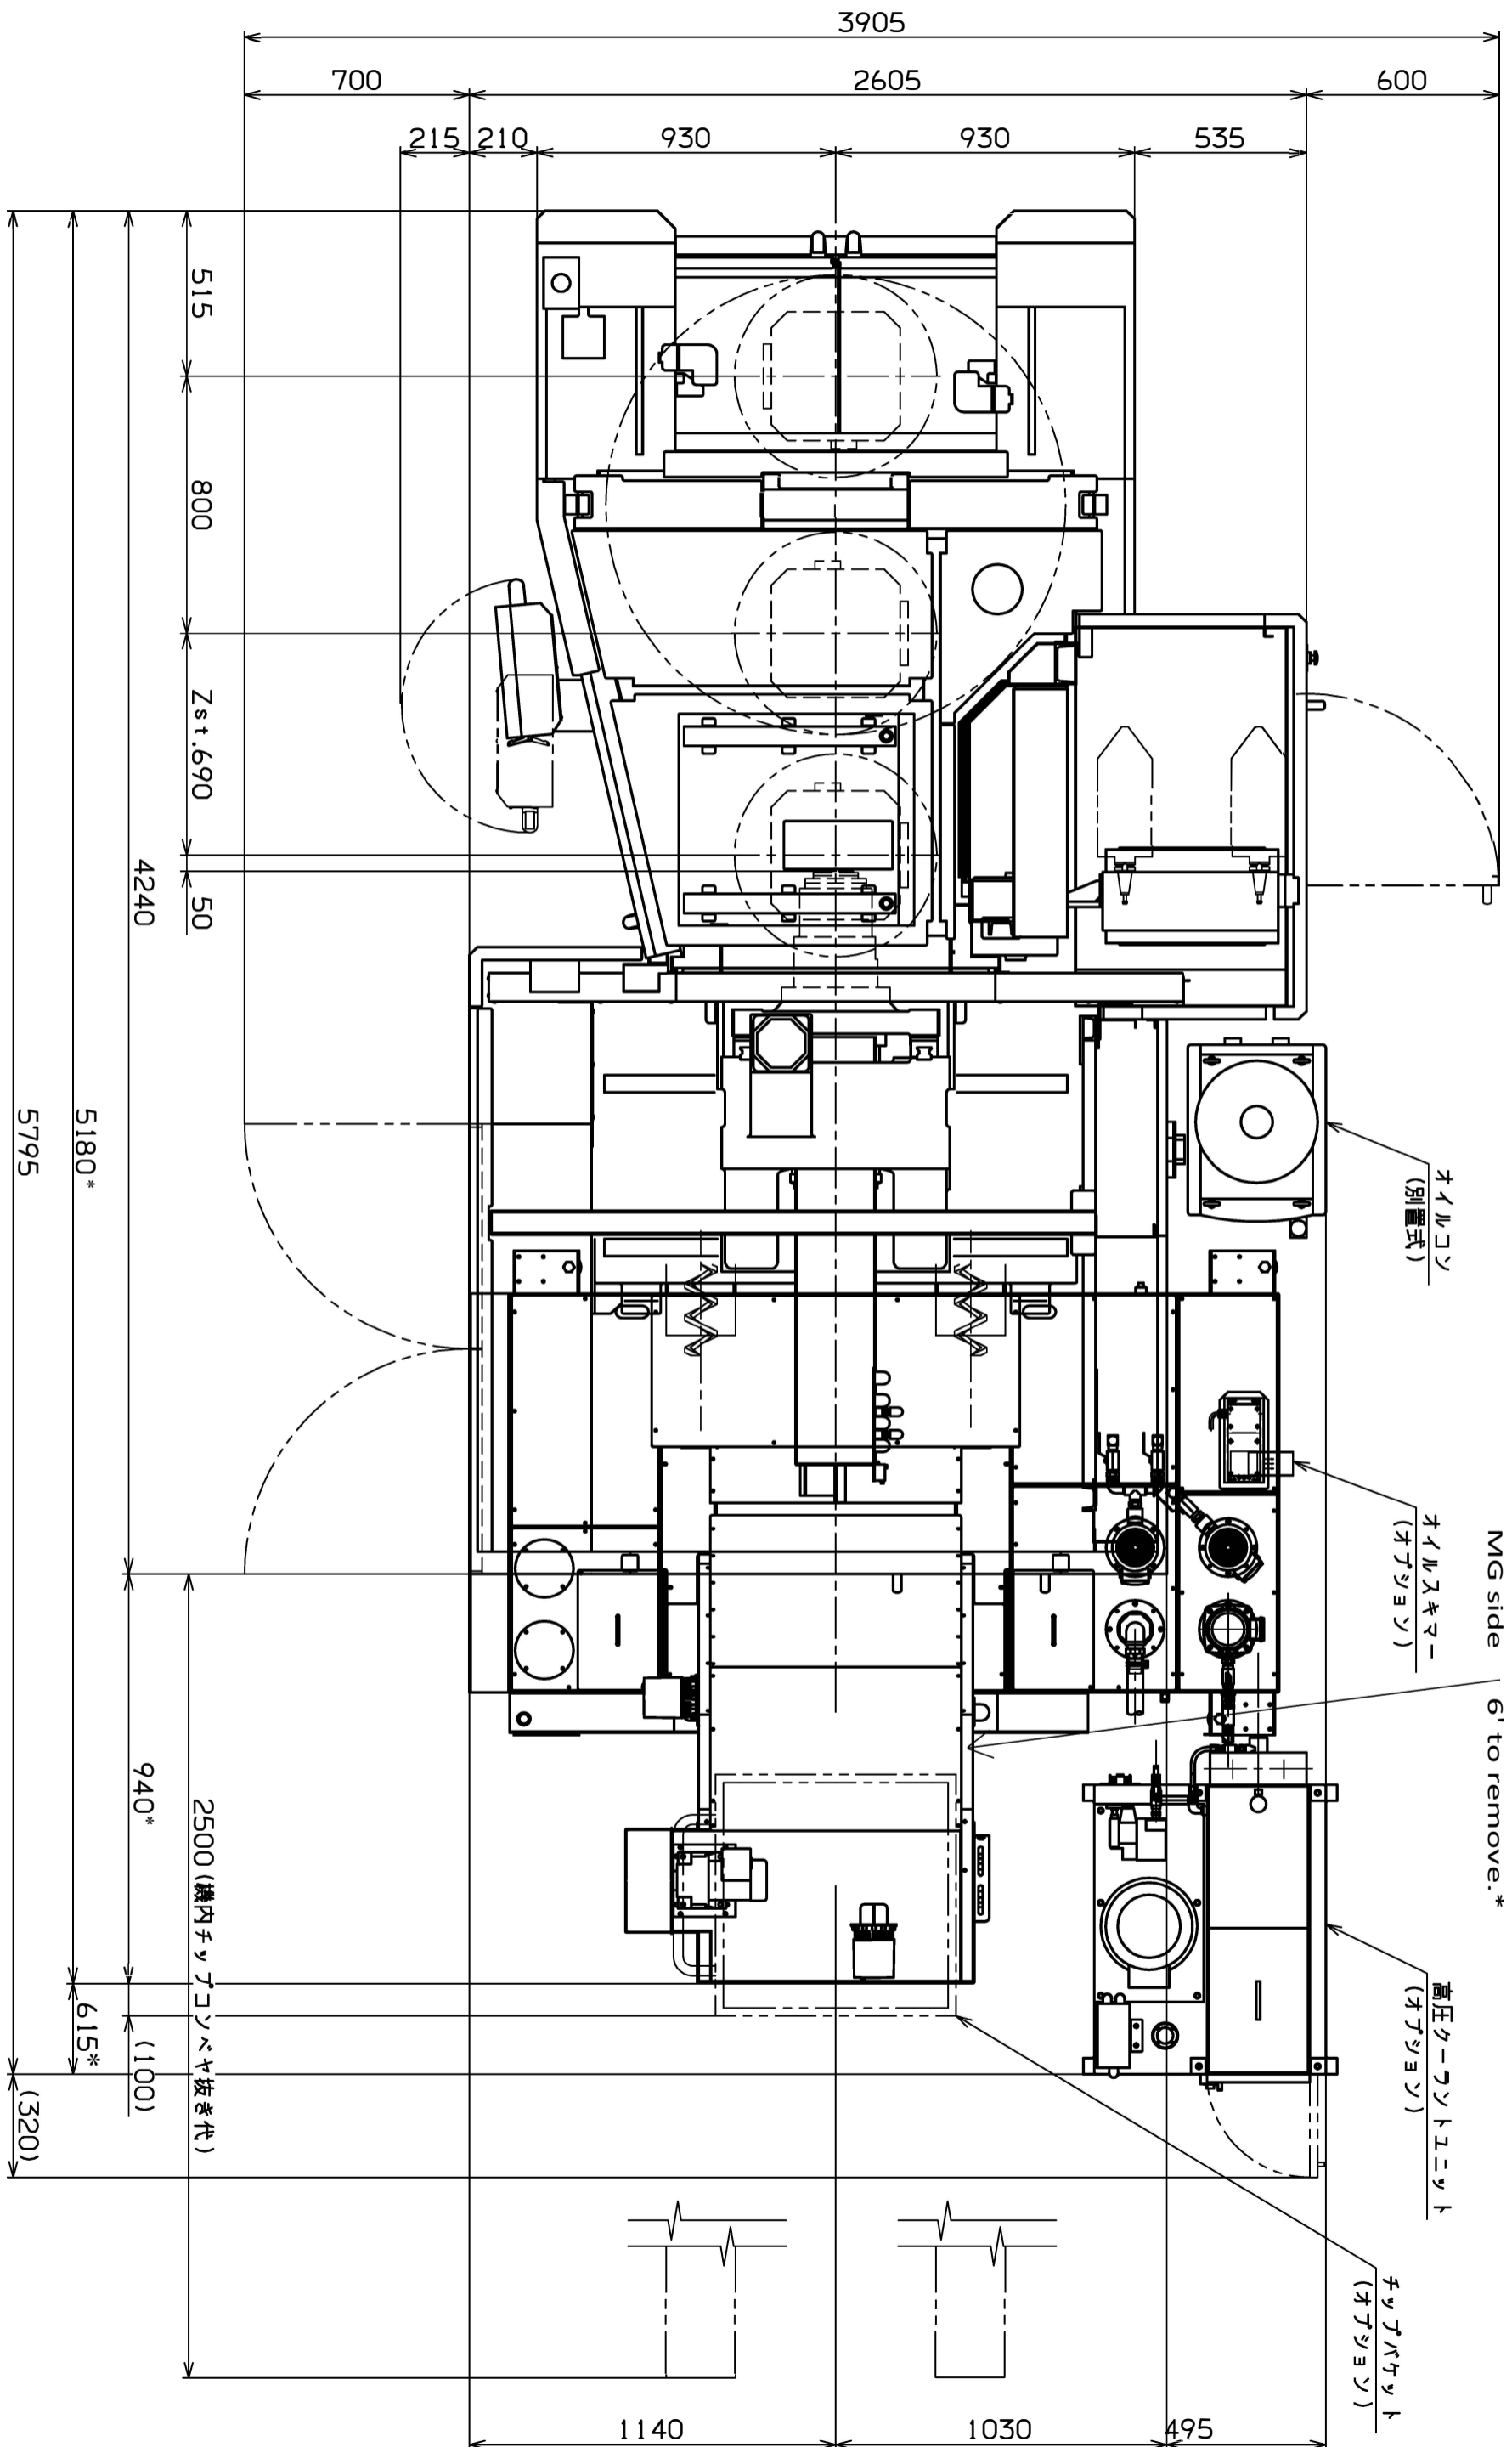 3905
700
2605
600
215
210
930
930
535
515
800
Zst.690
50
4240
5180*
5795
940*
2500(機内チップコンベヤ抜き代)
(100)
615*
(320)
オイルコン
(別置式)
オイルスキマー
(オプション)
MG side 6' to remove.*
高圧クーラントユニット
(オプション)
チップバケット
(オプション)
1140
1030
495